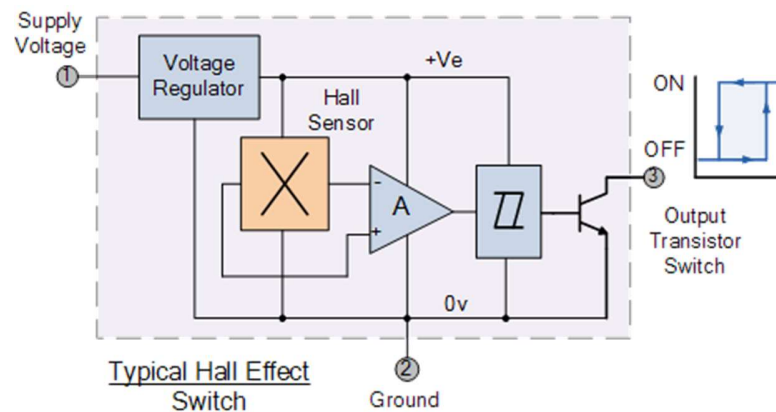 Supply
Voltage
1
Voltage
Regulator
+Ve
Hall
Sensor
ON
OFF
-
A
+
3
Output
Transistor
Switch
0v
2
Typical Hall Effect
Switch
Ground